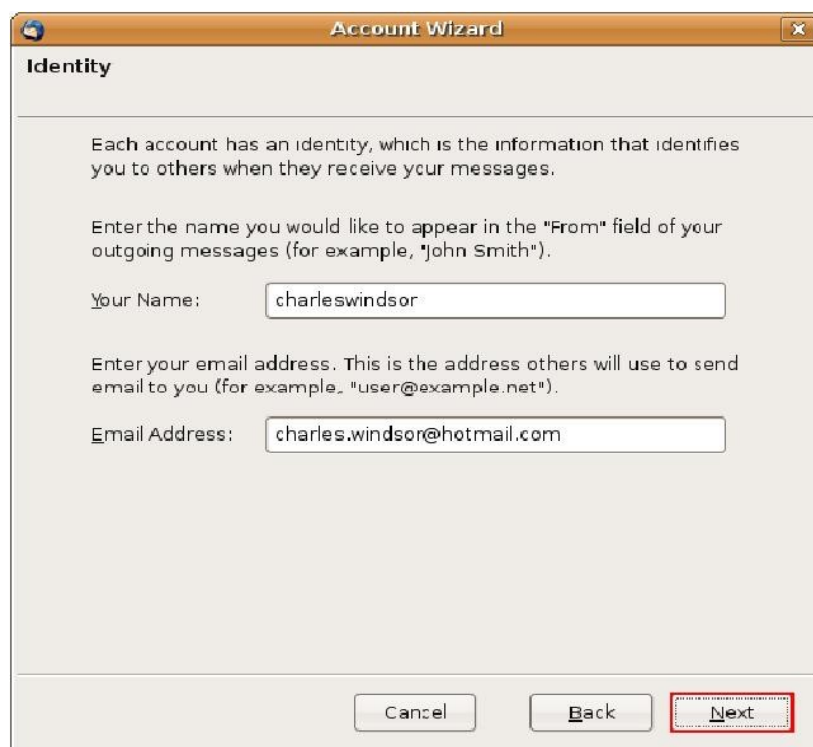 Account Wizard
Identity
Each account has an identity, which is the information that identifies
you to others when they receive your messages.
Enter the name you would like to appear in the "From" field of your
outgoing messages (for example, "John Smith").
Your Name: charleswindsor
Enter your email address. This is the address others will use to send
email to you (for example, "user@example.net").
Email Address: charles.windsor@hotmail.com
Cancel Back Next